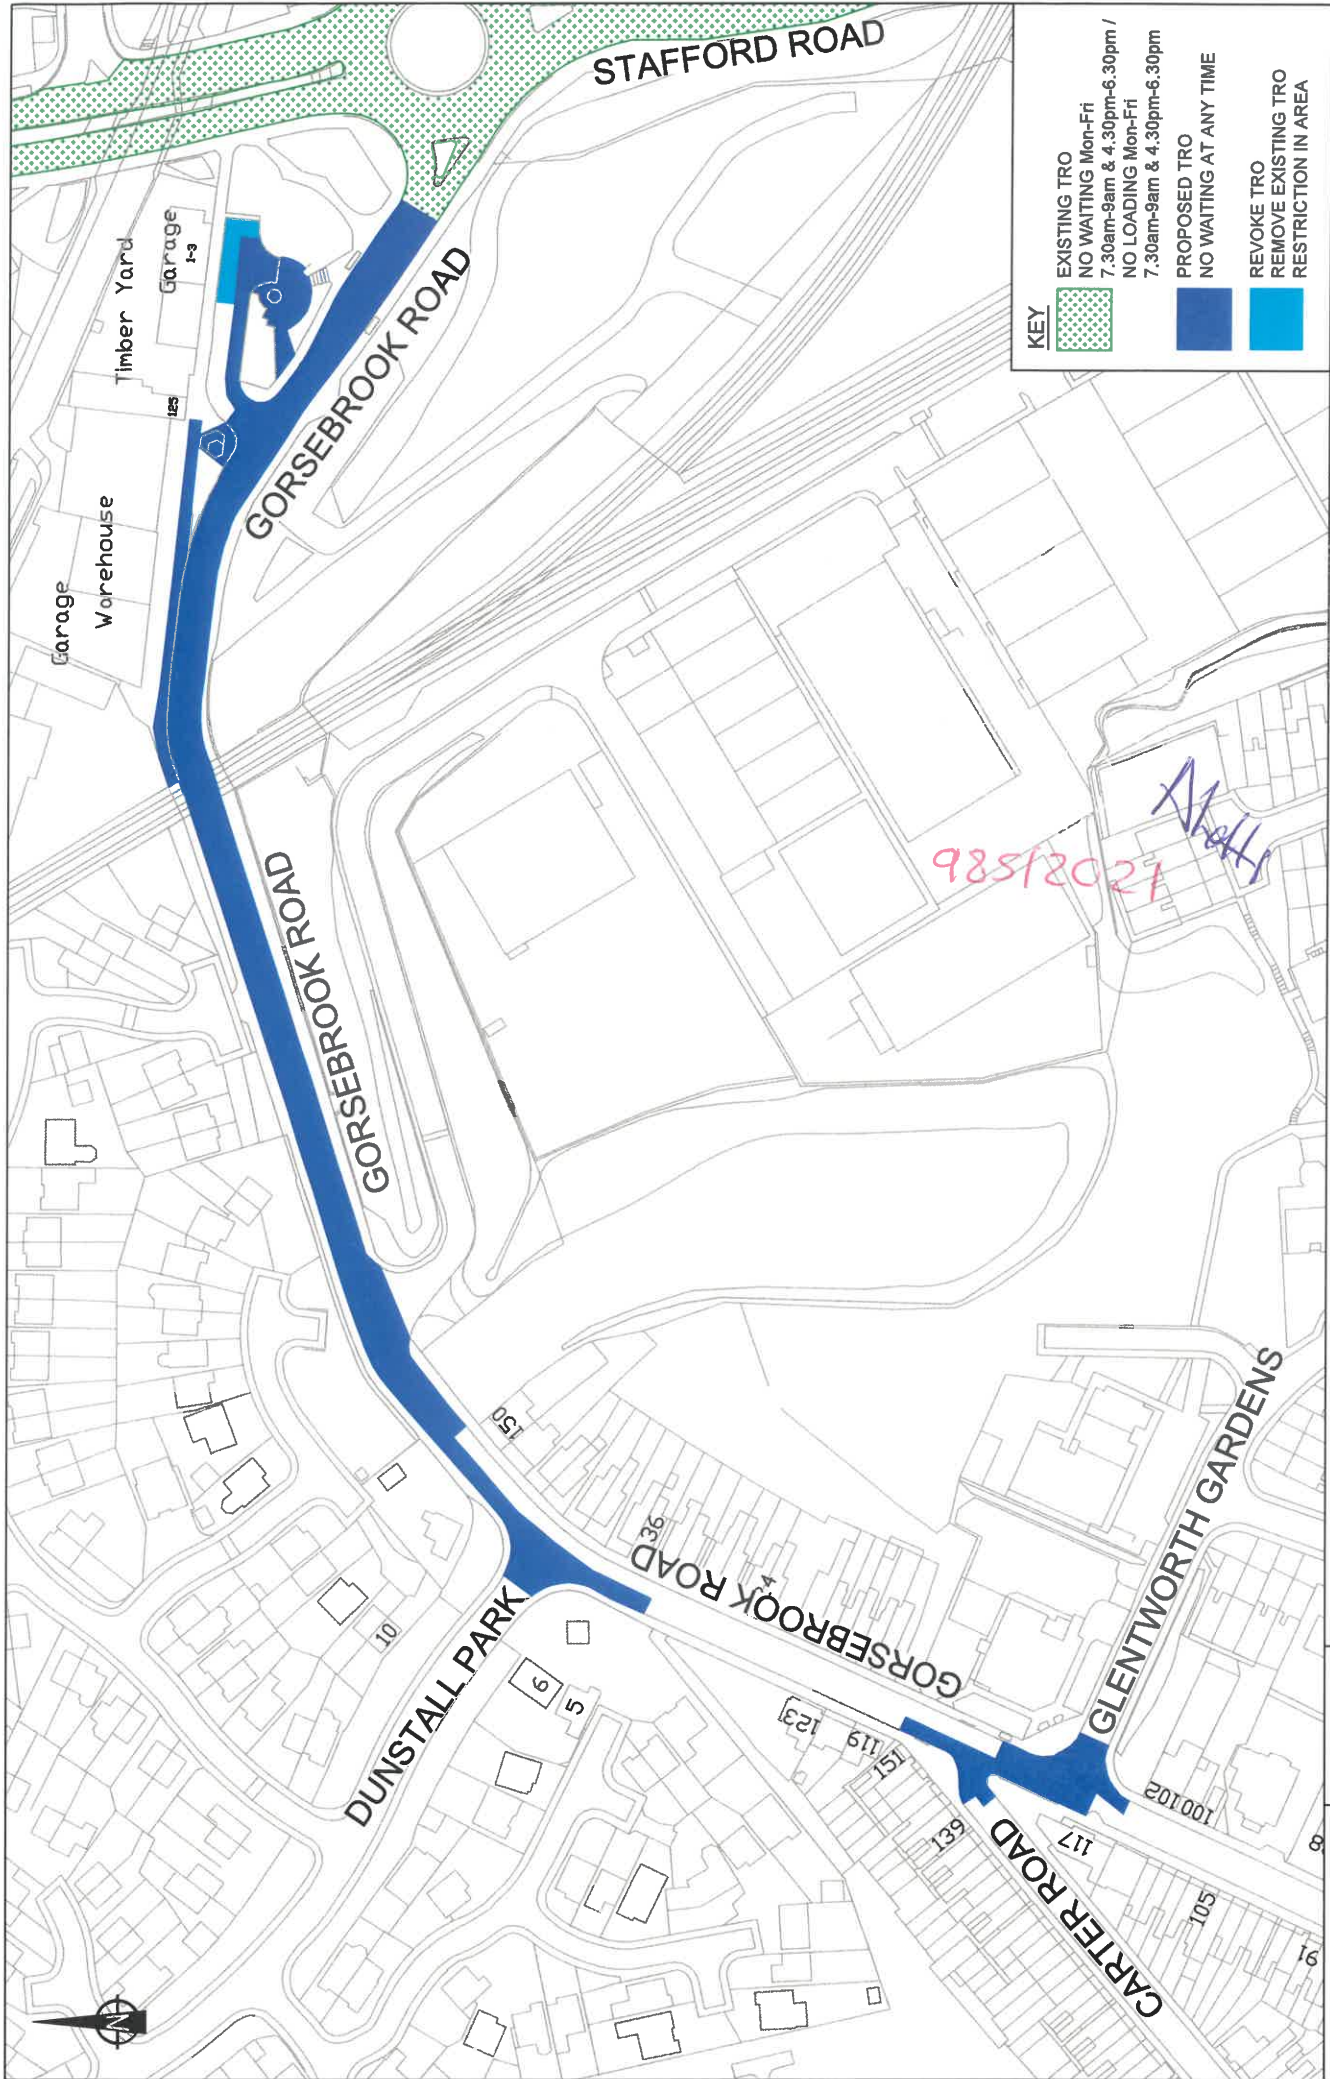 STAFFORD ROAD
Timber Yard
Garage
1-3
125
Garage
Warehouse
GORSEBROOK ROAD
GORSEBROOK ROAD
KEY
EXISTING TRO
NO WAITING Mon-Fri
7.30am-9am & 4.30pm-6.30pm /
NO LOADING Mon-Fri
7.30am-9am & 4.30pm-6.30pm
PROPOSED TRO
NO WAITING AT ANY TIME
REVOKE TRO
REMOVE EXISTING TRO
RESTRICTION IN AREA
985/2021
150
36
GORSEBROOK ROAD
10
DUNSTALL PARK
6
5
123
119
151
139
GLENTWORTH GARDENS
100102
117
CARTER ROAD
105
91
N